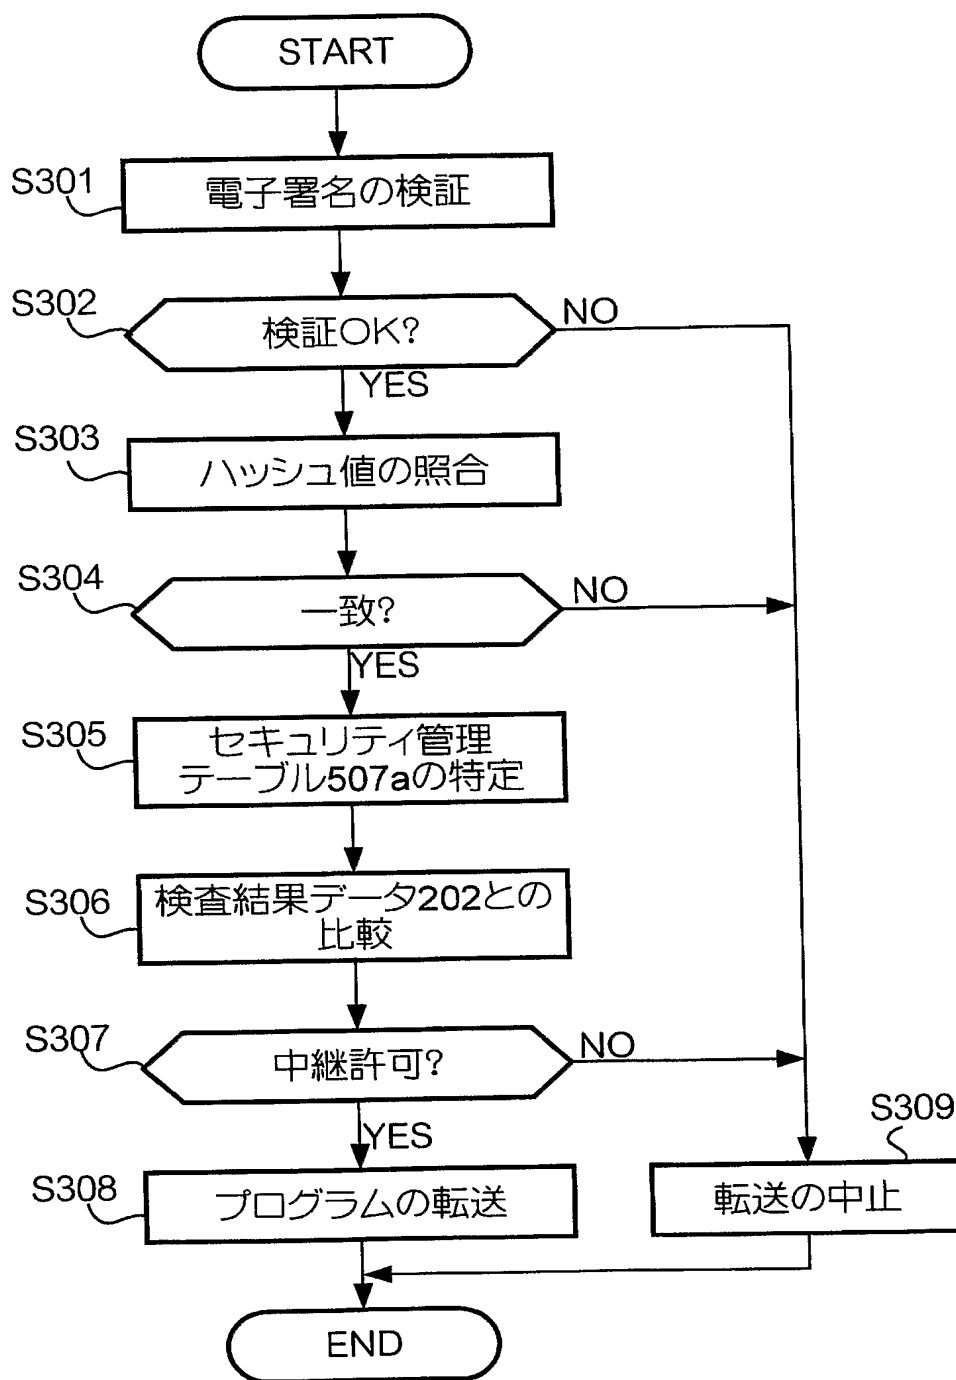 START
S301
電子署名の検証
S302
検証OK?
NO
YES
S303
ハッシュ値の照合
S304
一致?
NO
YES
S305
セキュリティ管理
テーブル507aの特定
S306
検査結果データ202との
比較
S307
中継許可?
NO
YES
S309
S308
プログラムの転送
転送の中止
END